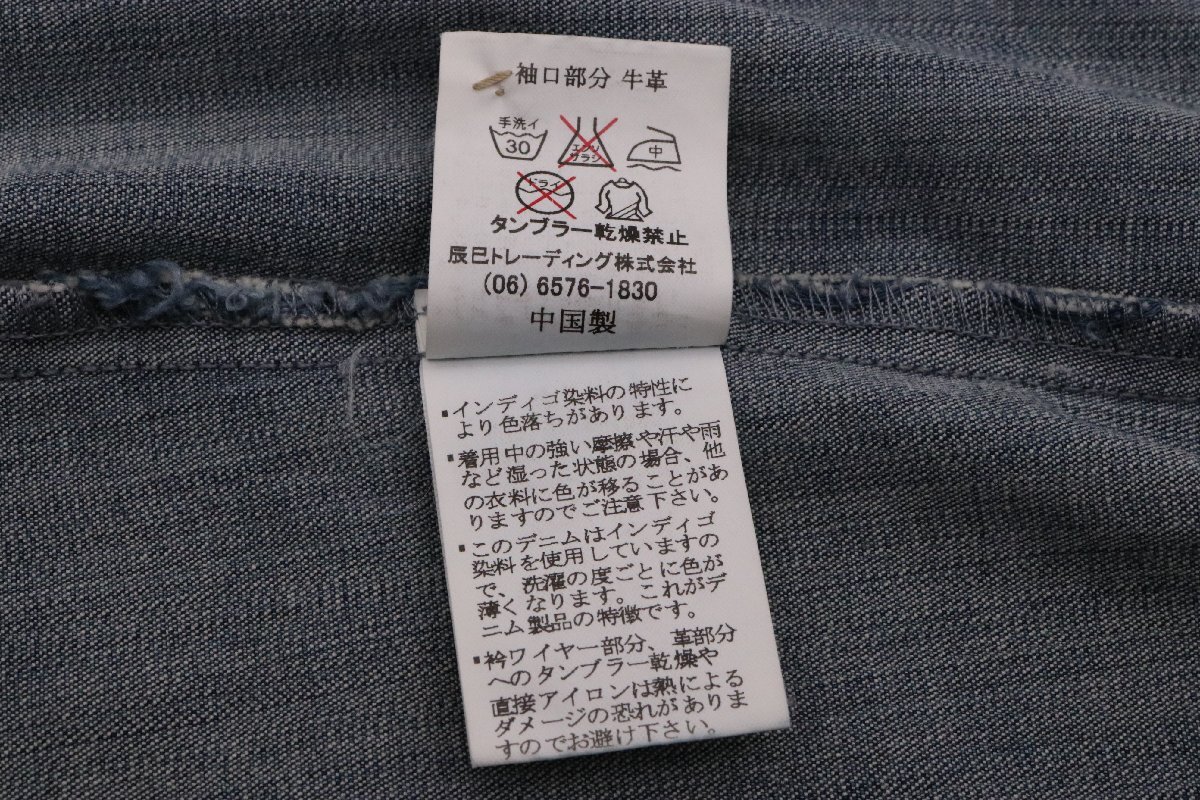 袖口部分 牛革
手洗イ
30
エンソ
サラシ
中
ドライ
タンブラー乾燥禁止
辰巳トレーディング株式会社
(06) 6576-1830
中国製
▪インディゴ染料の特性に
より色落ちがあります。
▪着用中の強い摩擦や汗や雨
など湿った状態の場合、他
の衣料に色が移ることがあ
りますのでご注意下さい。
▪このデニムはインディゴ
染料を使用していますの
で、洗濯の度ごとに色が
薄くなります。これがデ
ニム製品の特徴です。
▪衿ワイヤー部分、革部分
へのタンブラー乾燥や
直接アイロンは熱による
ダメージの恐れがありま
すのでお避け下さい。